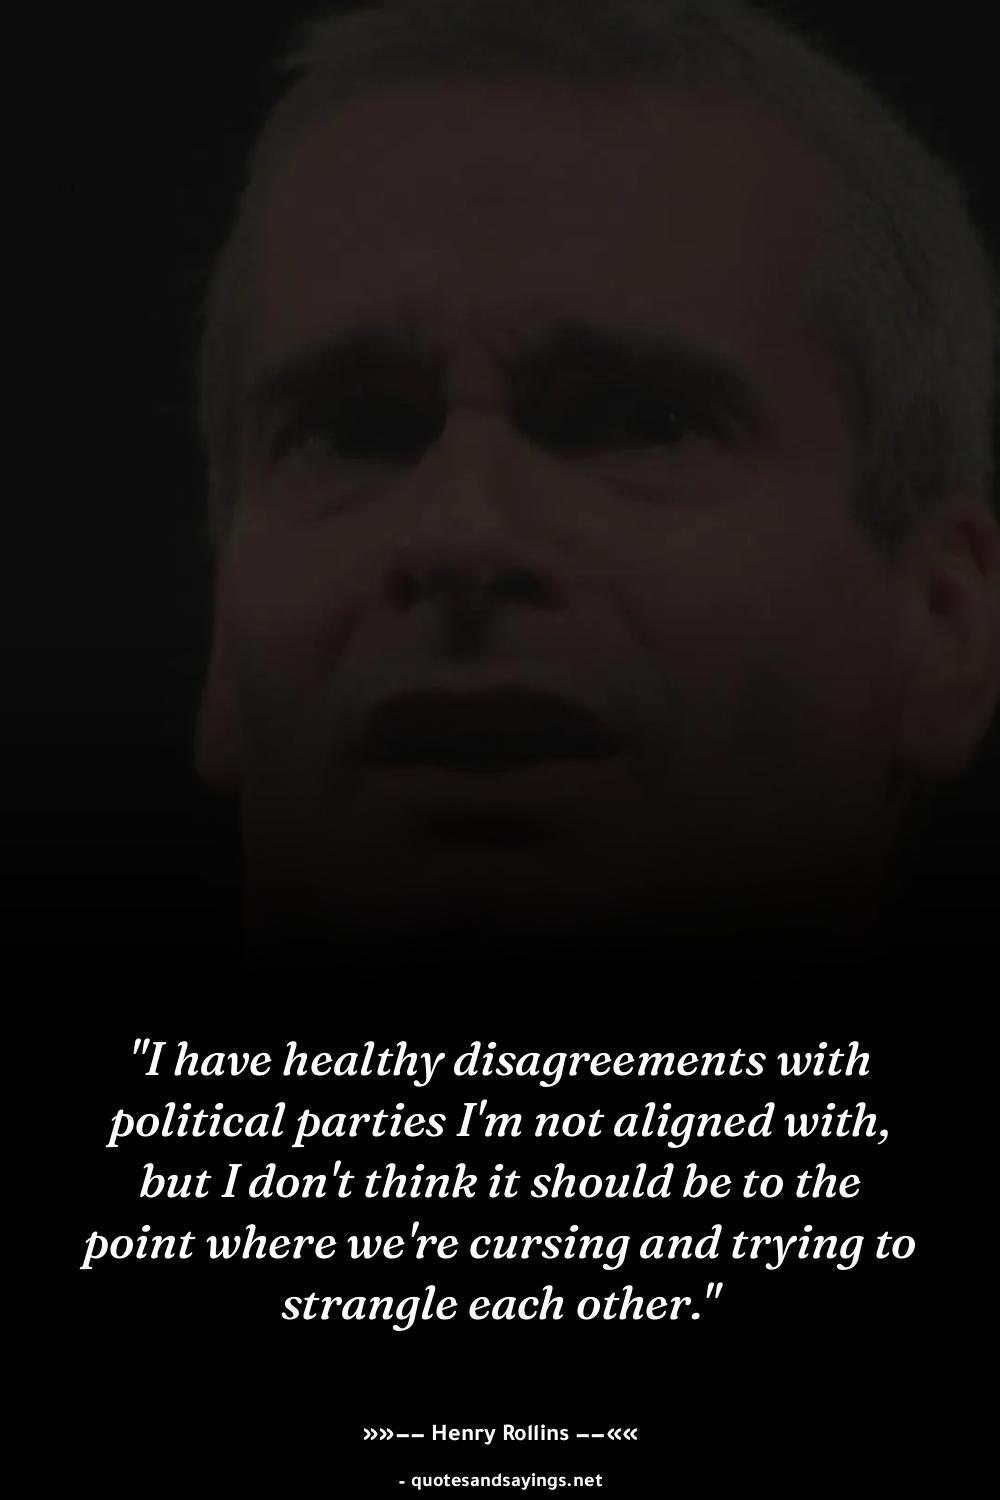 "I have healthy disagreements with
political parties I'm not aligned with,
but I don't think it should be to the
point where we're cursing and trying to
strangle each other."
»»−− Henry Rollins −−««
- quotesandsayings.net